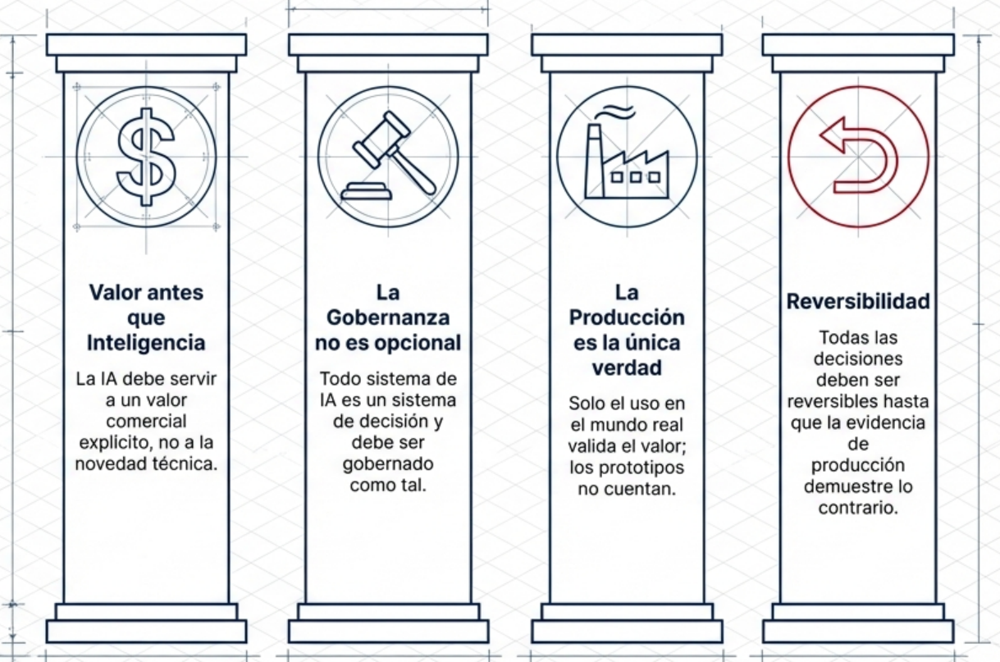 Valor antes
que
Inteligencia
La IA debe servir
a un valor
comercial
explicito, no a la
novedad técnica.
La
Gobernanza
no es opcional
Todo sistema de
IA es un sistema
de decisión y
debe ser
gobernado
como tal.
La
Producción
es la única
verdad
Solo el uso en
el mundo real
valida el valor;
los prototipos
no cuentan.
Reversibilidad
Todas las
decisiones
deben ser
reversibles hasta
que la evidencia
de
producción
demuestre lo
contrario.